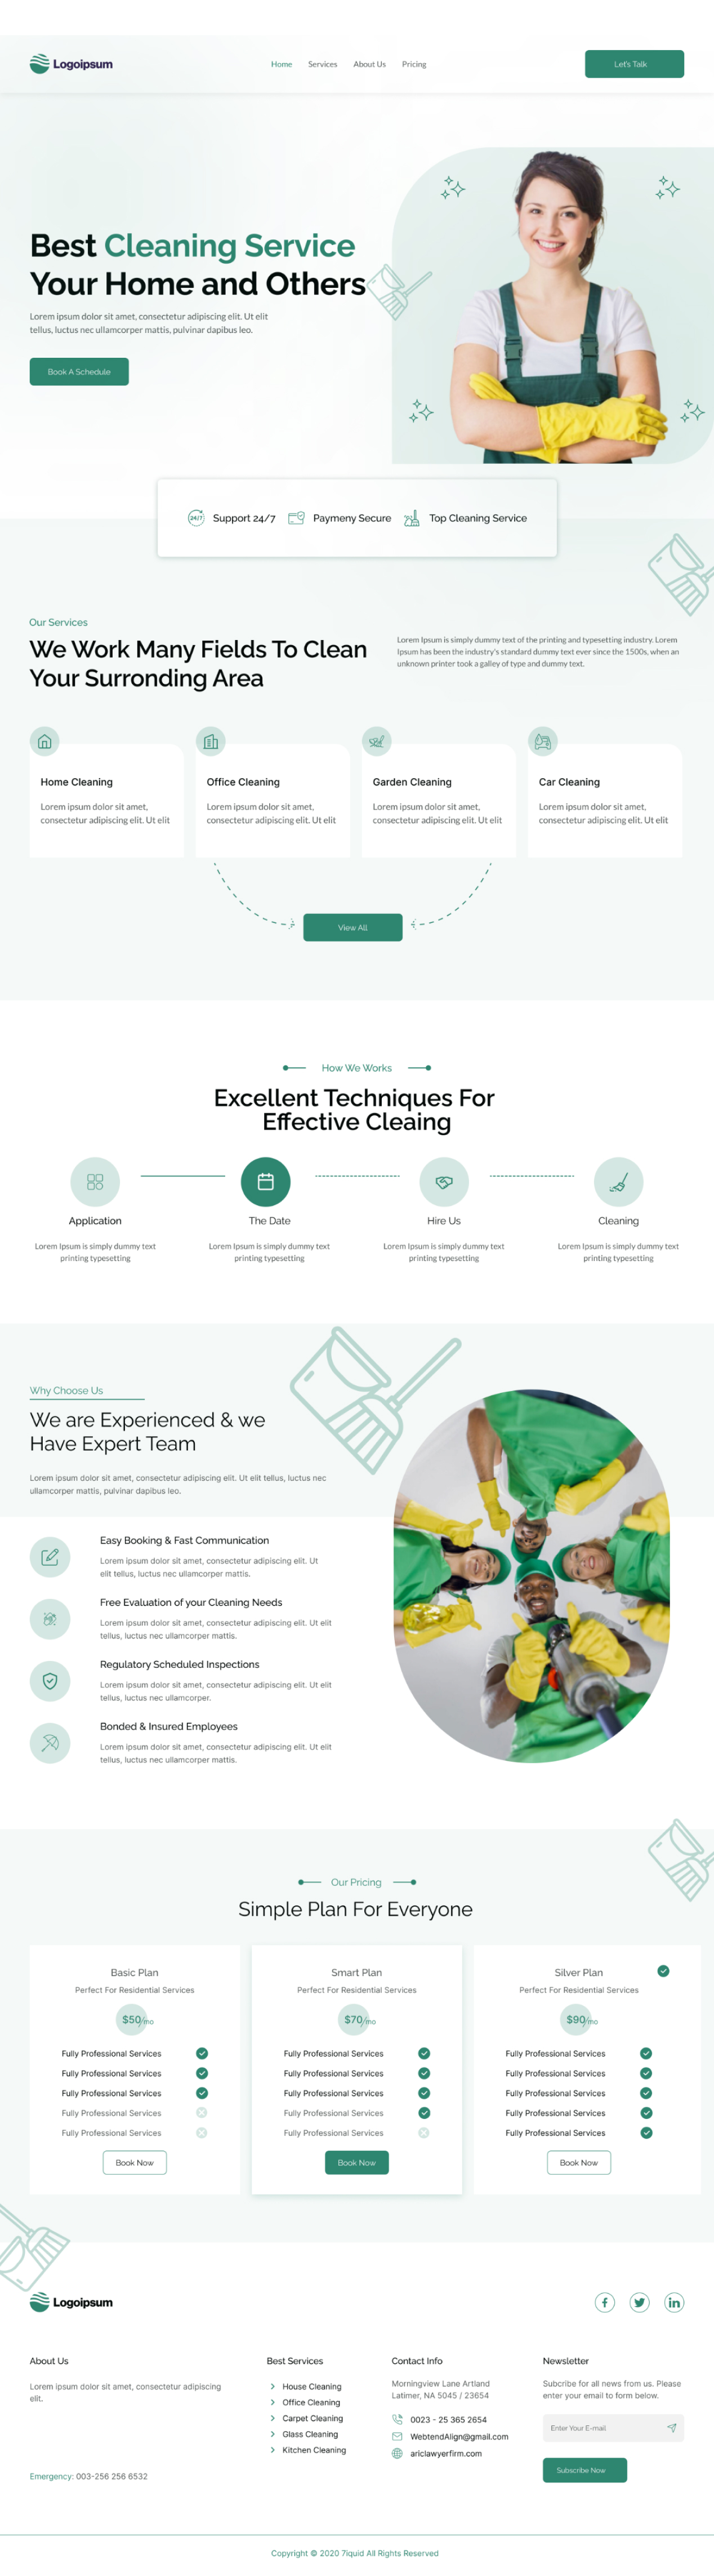 Logoipsum
Home Services About Us Pricing
Let's Talk
Best Cleaning Service
Your Home and Others
Lorem ipsum dolor sit amet, consectetur adipiscing elit. Ut elit
tellus, luctus nec ullamcorper mattis, pulvinar dapibus leo.
Book A Schedule
24/7
Support 24/7
Paymeny Secure
Top Cleaning Service
Our Services
We Work Many Fields To Clean
Your Surronding Area
Lorem Ipsum is simply dummy text of the printing and typesetting industry. Lorem
Ipsum has been the industry's standard dummy text ever since the 1500s, when an
unknown printer took a galley of type and dummy text.
Home Cleaning
Lorem ipsum dolor sit amet,
consectetur adipiscing elit. Ut elit
Office Cleaning
Lorem ipsum dolor sit amet,
consectetur adipiscing elit. Ut elit
Garden Cleaning
Lorem ipsum dolor sit amet,
consectetur adipiscing elit. Ut elit
Car Cleaning
Lorem ipsum dolor sit amet,
consectetur adipiscing elit. Ut elit
View All
How We Works
Excellent Techniques For
Effective Cleaing
Application
Lorem Ipsum is simply dummy text
printing typesetting
The Date
Lorem Ipsum is simply dummy text
printing typesetting
Hire Us
Lorem Ipsum is simply dummy text
printing typesetting
Cleaning
Lorem Ipsum is simply dummy text
printing typesetting
Why Choose Us
We are Experienced & we
Have Expert Team
Lorem ipsum dolor sit amet, consectetur adipiscing elit. Ut elit tellus, luctus nec
ullamcorper mattis, pulvinar dapibus leo.
Easy Booking & Fast Communication
Lorem ipsum dolor sit amet, consectetur adipiscing elit. Ut
elit tellus, luctus nec ullamcorper mattis.
Free Evaluation of your Cleaning Needs
Lorem ipsum dolor sit amet, consectetur adipiscing elit. Ut elit
tellus, luctus nec ullamcorper mattis.
Regulatory Scheduled Inspections
Lorem ipsum dolor sit amet, consectetur adipiscing elit. Ut elit
tellus, luctus nec ullamcorper.
Bonded & Insured Employees
Lorem ipsum dolor sit amet, consectetur adipiscing elit. Ut elit
tellus, luctus nec ullamcorper mattis.
Our Pricing
Simple Plan For Everyone
Basic Plan
Perfect For Residential Services
$50/mo
Fully Professional Services
Fully Professional Services
Fully Professional Services
Fully Professional Services
Fully Professional Services
Book Now
Smart Plan
Perfect For Residential Services
$70/mo
Fully Professional Services
Fully Professional Services
Fully Professional Services
Fully Professional Services
Fully Professional Services
Book Now
Silver Plan
Perfect For Residential Services
$90/mo
Fully Professional Services
Fully Professional Services
Fully Professional Services
Fully Professional Services
Fully Professional Services
Book Now
Logoipsum
f
in
About Us
Lorem ipsum dolor sit amet, consectetur adipiscing
elit.
Emergency: 003-256 256 6532
Best Services
House Cleaning
Office Cleaning
Carpet Cleaning
Glass Cleaning
Kitchen Cleaning
Contact Info
Morningview Lane Artland
Latimer, NA 5045 / 23654
0023 - 25 365 2654
WebtendAlign@gmail.com
ariclawyerfirm.com
Newsletter
Subcribe for all news from us. Please
enter your email to form below.
Enter Your E-mail
Subscribe Now
Copyright © 2020 7iquid All Rights Reserved